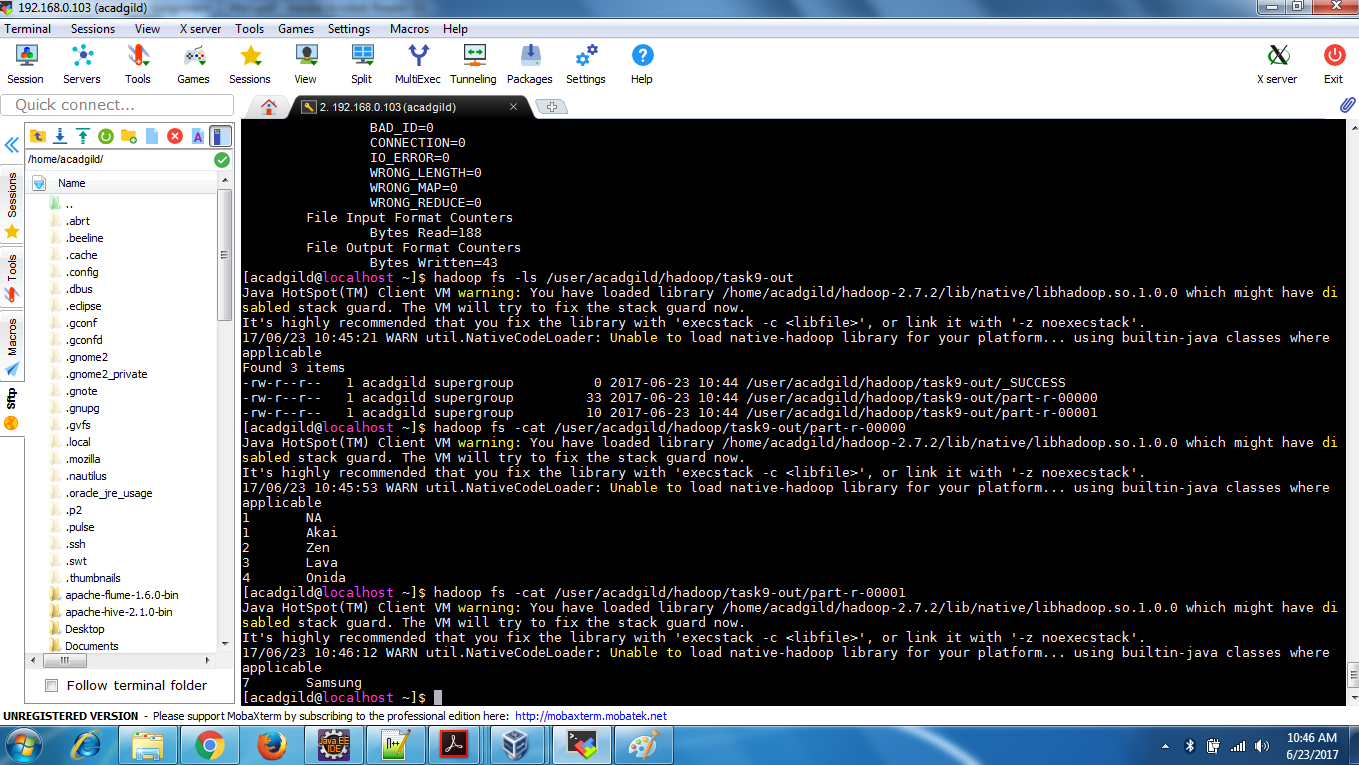 192.168.0.103 (acadgild)
Terminal Sessions View X server Tools Games Settings Macros Help
Session Servers Tools Games Sessions View Split MultiExec Tunneling Packages Settings Help X server Exit
Quick connect...
2. 192.168.0.103 (acadgild)
/home/acadgild/
Name
..
.abrt
.beeline
.cache
.config
.dbus
.eclipse
.gconf
.gconfd
.gnome2
.gnome2_private
.gnote
.gnupg
.gvfs
.local
.mozilla
.nautilus
.oracle_jre_usage
.p2
.pulse
.ssh
.swt
.thumbnails
apache-flume-1.6.0-bin
apache-hive-2.1.0-bin
Desktop
Documents
Follow terminal folder
Sessions
Tools
Macros
Sftp
BAD_ID=0
CONNECTION=0
IO_ERROR=0
WRONG_LENGTH=0
WRONG_MAP=0
WRONG_REDUCE=0
File Input Format Counters
Bytes Read=188
File Output Format Counters
Bytes Written=43
[acadgild@localhost ~]$ hadoop fs -ls /user/acadgild/hadoop/task9-out
Java HotSpot(TM) Client VM warning: You have loaded library /home/acadgild/hadoop-2.7.2/lib/native/libhadoop.so.1.0.0 which might have di
sabled stack guard. The VM will try to fix the stack guard now.
It's highly recommended that you fix the library with 'execstack -c <libfile>', or link it with '-z noexecstack'.
17/06/23 10:45:21 WARN util.NativeCodeLoader: Unable to load native-hadoop library for your platform... using builtin-java classes where
applicable
Found 3 items
-rw-r--r-- 1 acadgild supergroup 0 2017-06-23 10:44 /user/acadgild/hadoop/task9-out/_SUCCESS
-rw-r--r-- 1 acadgild supergroup 33 2017-06-23 10:44 /user/acadgild/hadoop/task9-out/part-r-00000
-rw-r--r-- 1 acadgild supergroup 10 2017-06-23 10:44 /user/acadgild/hadoop/task9-out/part-r-00001
[acadgild@localhost ~]$ hadoop fs -cat /user/acadgild/hadoop/task9-out/part-r-00000
Java HotSpot(TM) Client VM warning: You have loaded library /home/acadgild/hadoop-2.7.2/lib/native/libhadoop.so.1.0.0 which might have di
sabled stack guard. The VM will try to fix the stack guard now.
It's highly recommended that you fix the library with 'execstack -c <libfile>', or link it with '-z noexecstack'.
17/06/23 10:45:53 WARN util.NativeCodeLoader: Unable to load native-hadoop library for your platform... using builtin-java classes where
applicable
1 NA
1 Akai
2 Zen
3 Lava
4 Onida
[acadgild@localhost ~]$ hadoop fs -cat /user/acadgild/hadoop/task9-out/part-r-00001
Java HotSpot(TM) Client VM warning: You have loaded library /home/acadgild/hadoop-2.7.2/lib/native/libhadoop.so.1.0.0 which might have di
sabled stack guard. The VM will try to fix the stack guard now.
It's highly recommended that you fix the library with 'execstack -c <libfile>', or link it with '-z noexecstack'.
17/06/23 10:46:12 WARN util.NativeCodeLoader: Unable to load native-hadoop library for your platform... using builtin-java classes where
applicable
7 Samsung
[acadgild@localhost ~]$
UNREGISTERED VERSION - Please support MobaXterm by subscribing to the professional edition here: http://mobaxterm.mobatek.net
Java EE
IDE
10:46 AM
6/23/2017